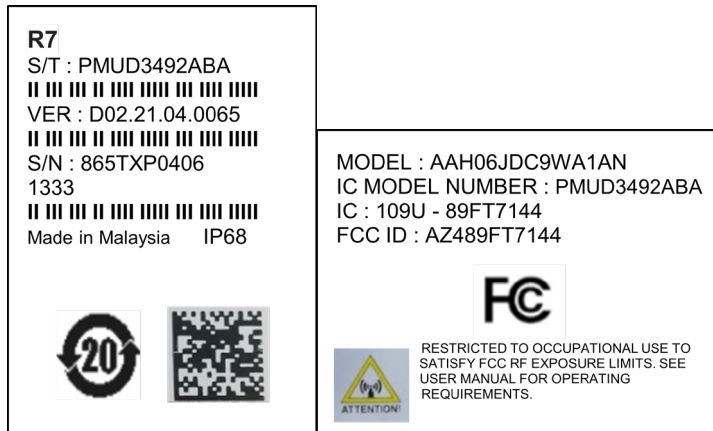 R7
S/T : PMUD3492ABA
VER : D02.21.04.0065
S/N : 865TXP0406
1333
Made in Malaysia IP68
20
MODEL : AAH06JDC9WA1AN
IC MODEL NUMBER : PMUD3492ABA
IC : 109U - 89FT7144
FCC ID : AZ489FT7144
FC
RESTRICTED TO OCCUPATIONAL USE TO
SATISFY FCC RF EXPOSURE LIMITS. SEE
USER MANUAL FOR OPERATING
REQUIREMENTS.
ATTENTION!